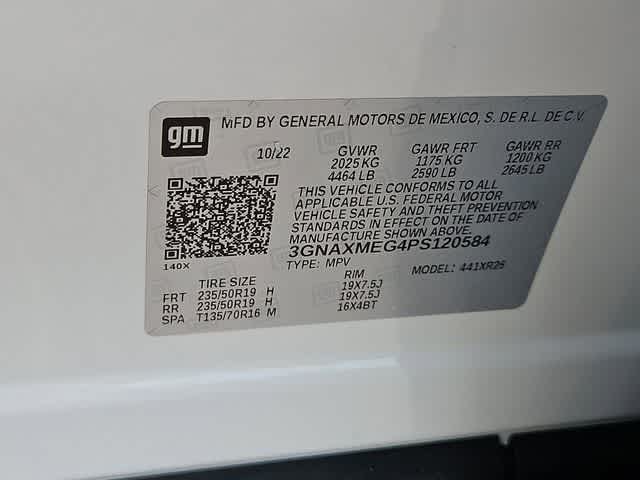 gm MFD BY GENERAL MOTORS DE MEXICO, S. DE R.L. DE C.V.
10/22 GVWR GAWR FRT GAWR RR
2025 KG 1175 KG 1200 KG
4464 LB 2590 LB 2645 LB
THIS VEHICLE CONFORMS TO ALL
APPLICABLE U.S. FEDERAL MOTOR
VEHICLE SAFETY AND THEFT PREVENTION
STANDARDS IN EFFECT ON THE DATE OF
MANUFACTURE SHOWN ABOVE.
3GNAXMEG4PS120584
140X TYPE: MPV MODEL: 441XR26
TIRE SIZE RIM
FRT 235/50R19 H 19X7.5J
RR 235/50R19 H 19X7.5J
SPA T135/70R16 M 16X4BT